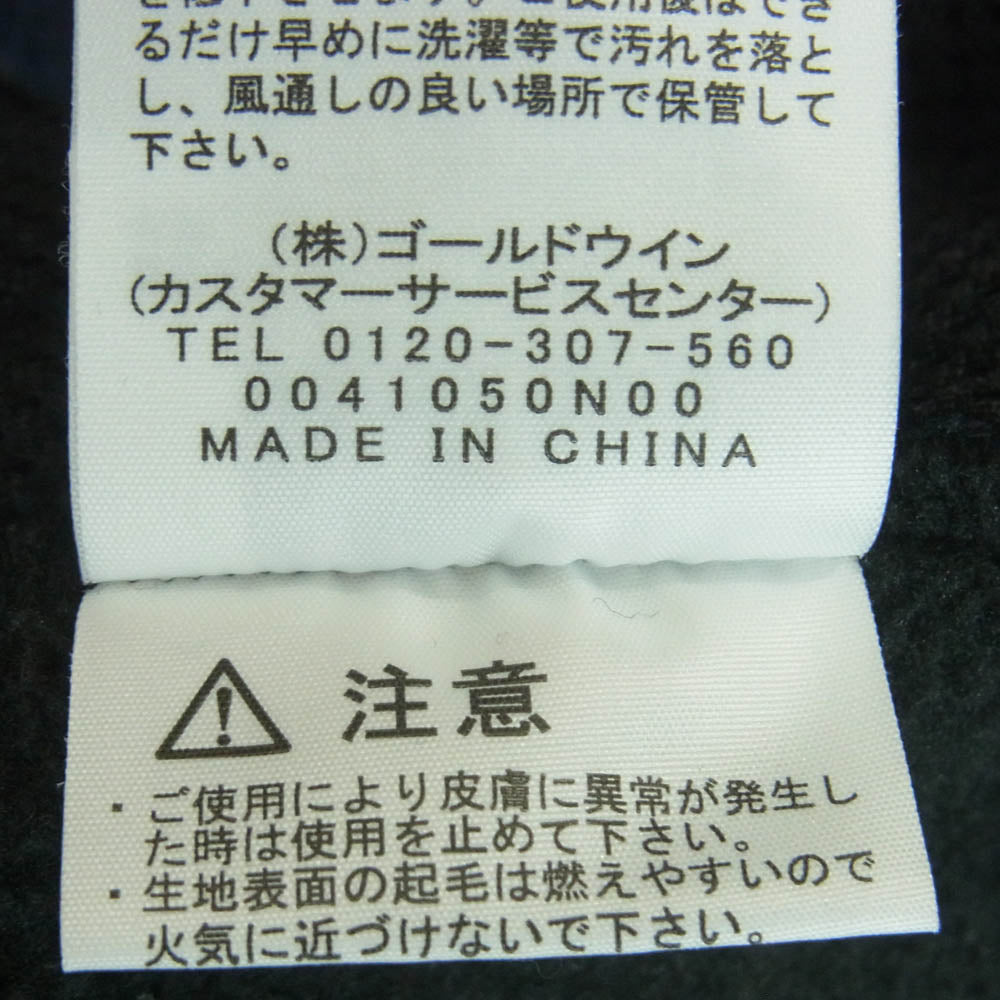 るだけ早めに洗濯等で汚れを落と
し、風通しの良い場所で保管して
下さい。
(株)ゴールドウイン
(カスタマーサービスセンター)
TEL 0120-307-560
0041050N00
MADE IN CHINA
注意
・ご使用により皮膚に異常が発生し
た時は使用を止めて下さい。
・生地表面の起毛は燃えやすいので
火気に近づけないで下さい。